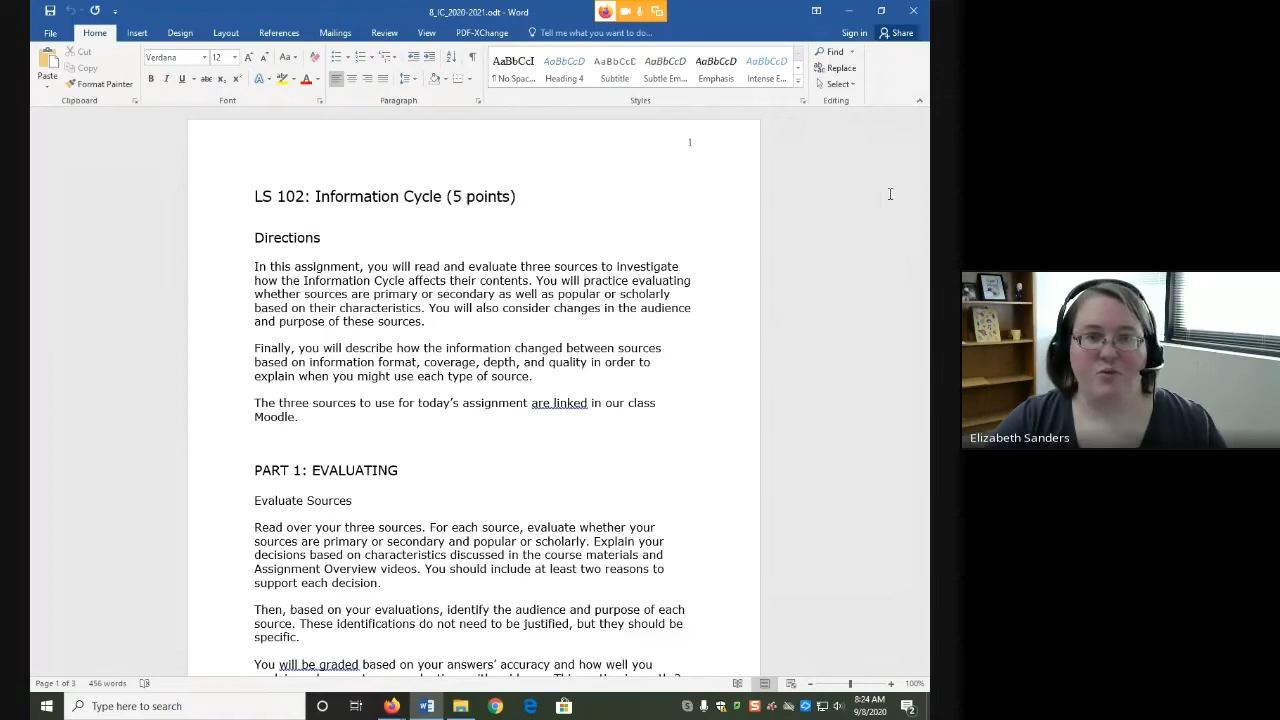 8_IC_2020-2021.odt - Word
File Home Insert Design Layout References Mailings Review View PDF-XChange Tell me what you want to do... Sign in Share
Paste
Cut
Copy
Format Painter
Clipboard
Verdana 12
Font
Paragraph
AaBbCcI AaBbCcD AaBbCcD AaBbCcD AaBbCcD AaBbCcD
¶ No Spac... Heading 4 Subtitle Subtle Em... Emphasis Intense E...
Styles
Find
Replace
Select
Editing
1
LS 102: Information Cycle (5 points)
Directions
In this assignment, you will read and evaluate three sources to investigate
how the Information Cycle affects their contents. You will practice evaluating
whether sources are primary or secondary as well as popular or scholarly
based on their characteristics. You will also consider changes in the audience
and purpose of these sources.
Finally, you will describe how the information changed between sources
based on information format, coverage, depth, and quality in order to
explain when you might use each type of source.
The three sources to use for today's assignment are linked in our class
Moodle.
PART 1: EVALUATING
Evaluate Sources
Read over your three sources. For each source, evaluate whether your
sources are primary or secondary and popular or scholarly. Explain your
decisions based on characteristics discussed in the course materials and
Assignment Overview videos. You should include at least two reasons to
support each decision.
Then, based on your evaluations, identify the audience and purpose of each
source. These identifications do not need to be justified, but they should be
specific.
You will be graded based on your answers' accuracy and how well you
Elizabeth Sanders
Page 1 of 3 456 words 100%
Type here to search
8:24 AM
9/8/2020
2